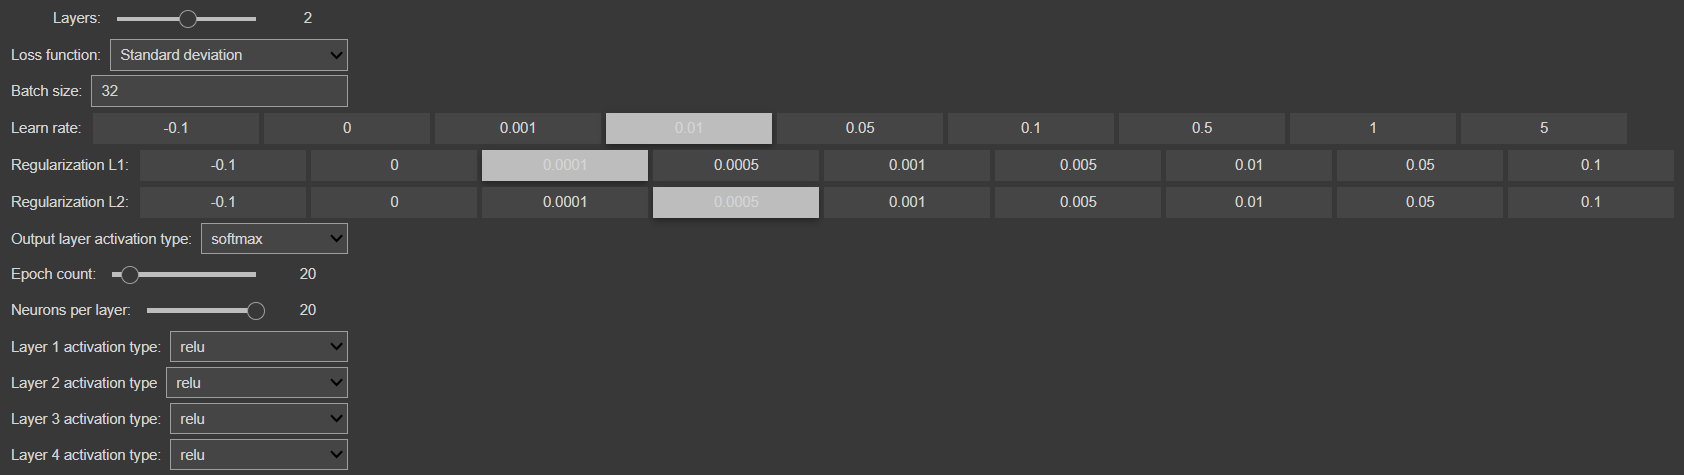 Layers: 2
Loss function: Standard deviation
Batch size: 32
Learn rate: -0.1 0 0.001 0.01 0.05 0.1 0.5 1 5
Regularization L1: -0.1 0 0.0001 0.0005 0.001 0.005 0.01 0.05 0.1
Regularization L2: -0.1 0 0.0001 0.0005 0.001 0.005 0.01 0.05 0.1
Output layer activation type: softmax
Epoch count: 20
Neurons per layer: 20
Layer 1 activation type: relu
Layer 2 activation type relu
Layer 3 activation type: relu
Layer 4 activation type: relu